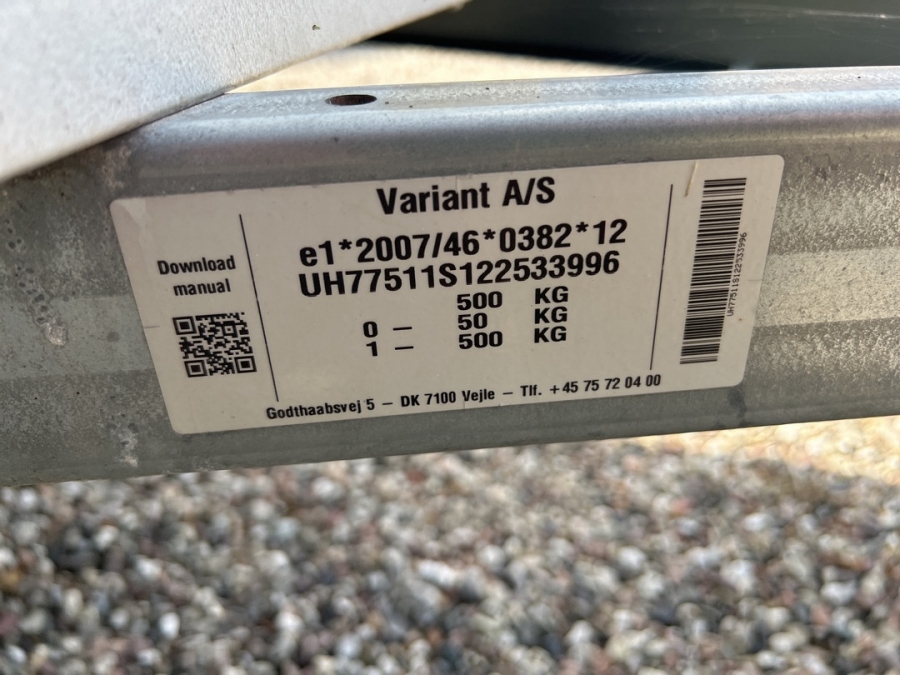 Variant A/S
e1*2007/46*0382*12
UH77511S122533996
500 KG
0 – 50 KG
1 – 500 KG
Download
manual
Godthaabsvej 5 – DK 7100 Vejle – Tlf. +45 75 72 04 00
UH77511S122533996